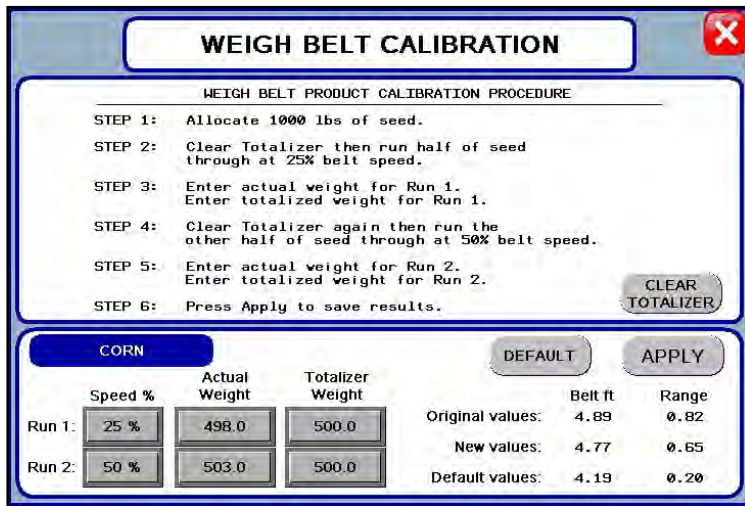 WEIGH BELT CALIBRATION
WEIGH BELT PRODUCT CALIBRATION PROCEDURE
STEP 1: Allocate 1000 lbs of seed.
STEP 2: Clear Totalizer then run half of seed
through at 25% belt speed.
STEP 3: Enter actual weight for Run 1.
Enter totalized weight for Run 1.
STEP 4: Clear Totalizer again then run the
other half of seed through at 50% belt speed.
STEP 5: Enter actual weight for Run 2.
Enter totalized weight for Run 2.
STEP 6: Press Apply to save results.
CLEAR
TOTALIZER
CORN
DEFAULT
APPLY
Speed % Actual Weight Totalizer Weight
Run 1: 25 % 498.0 500.0
Run 2: 50 % 503.0 500.0
Belt ft Range
Original values: 4.89 0.82
New values: 4.77 0.65
Default values: 4.19 0.20